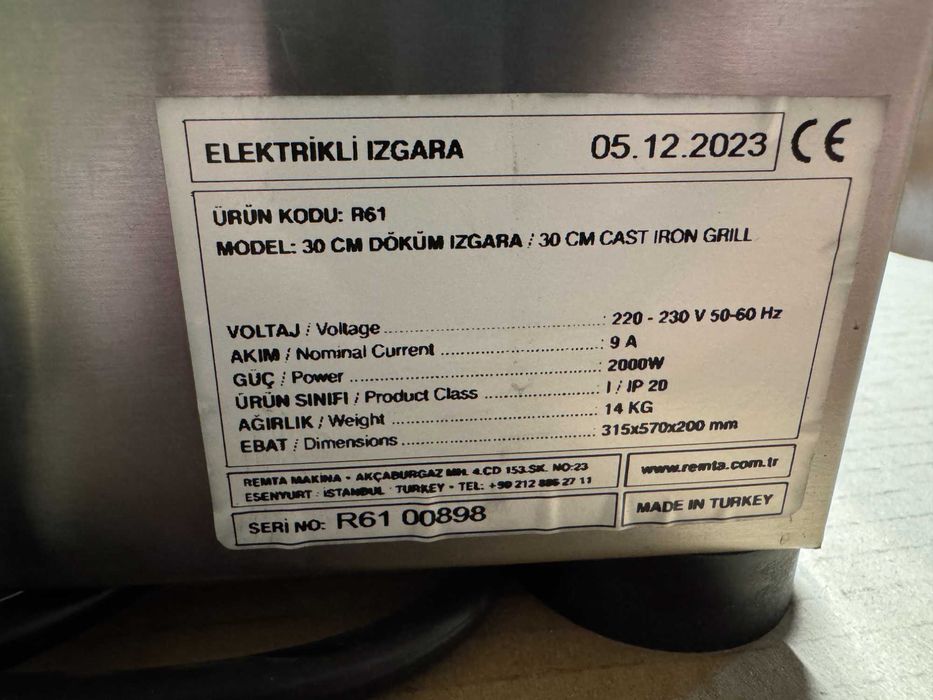 ELEKTRİKLİ IZGARA 05.12.2023 CE
ÜRÜN KODU: R61
MODEL: 30 CM DÖKÜM IZGARA / 30 CM CAST IRON GRILL
VOLTAJ / Voltage : 220 - 230 V 50-60 Hz
AKIM / Nominal Current : 9 A
GÜÇ / Power : 2000W
ÜRÜN SINIFI / Product Class : I / IP 20
AĞIRLIK / Weight : 14 KG
EBAT / Dimensions : 315x570x200 mm
REMTA MAKİNA - AKÇABURGAZ MH. 4.CD 153.SK. NO:23
ESENYURT / İSTANBUL / TURKEY - TEL: +90 212 886 27 11
www.remta.com.tr
SERİ NO: R61 00898
MADE IN TURKEY